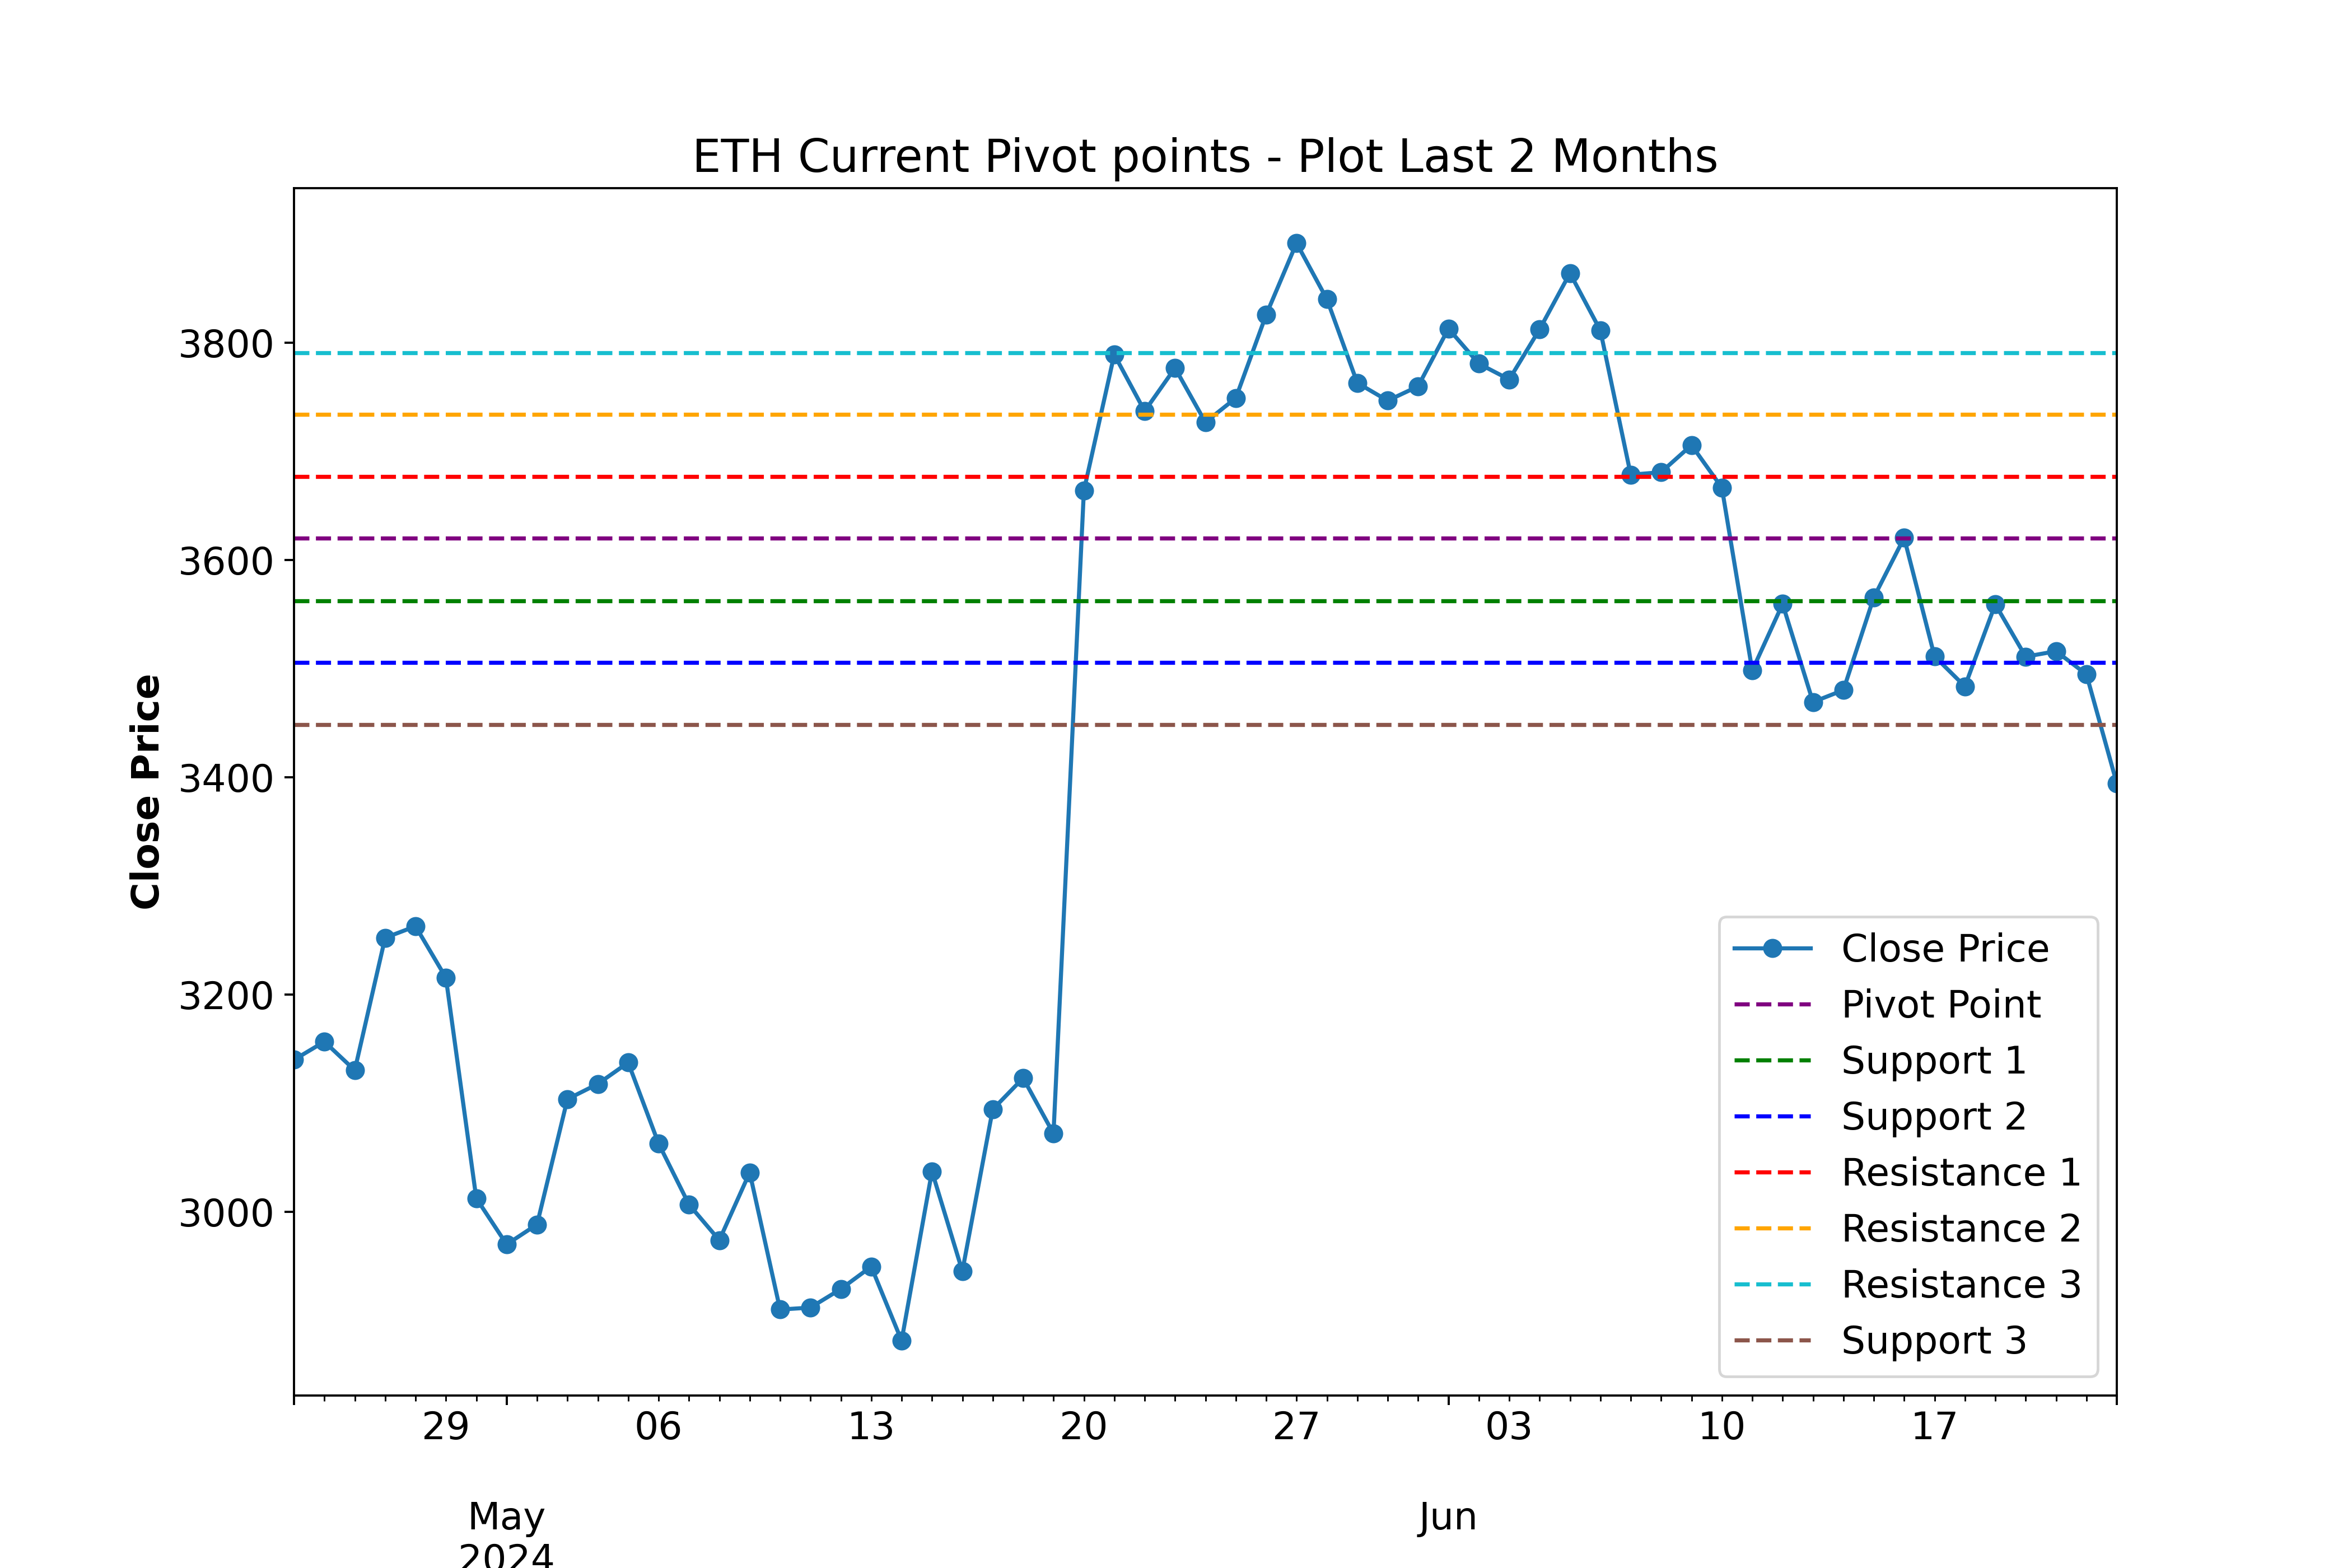 ETH Current Pivot points - Plot Last 2 Months
Close Price
3800
3600
3400
3200
3000
Close Price
Pivot Point
Support 1
Support 2
Resistance 1
Resistance 2
Resistance 3
Support 3
29 06 13 20 27 03 10 17
May Jun
2024